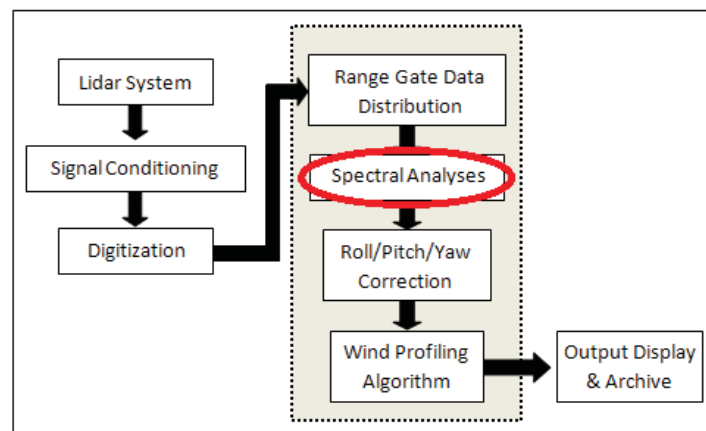 Lidar System
Signal Conditioning
Digitization
Range Gate Data
Distribution
Spectral Analyses
Roll/Pitch/Yaw
Correction
Wind Profiling
Algorithm
Output Display
& Archive